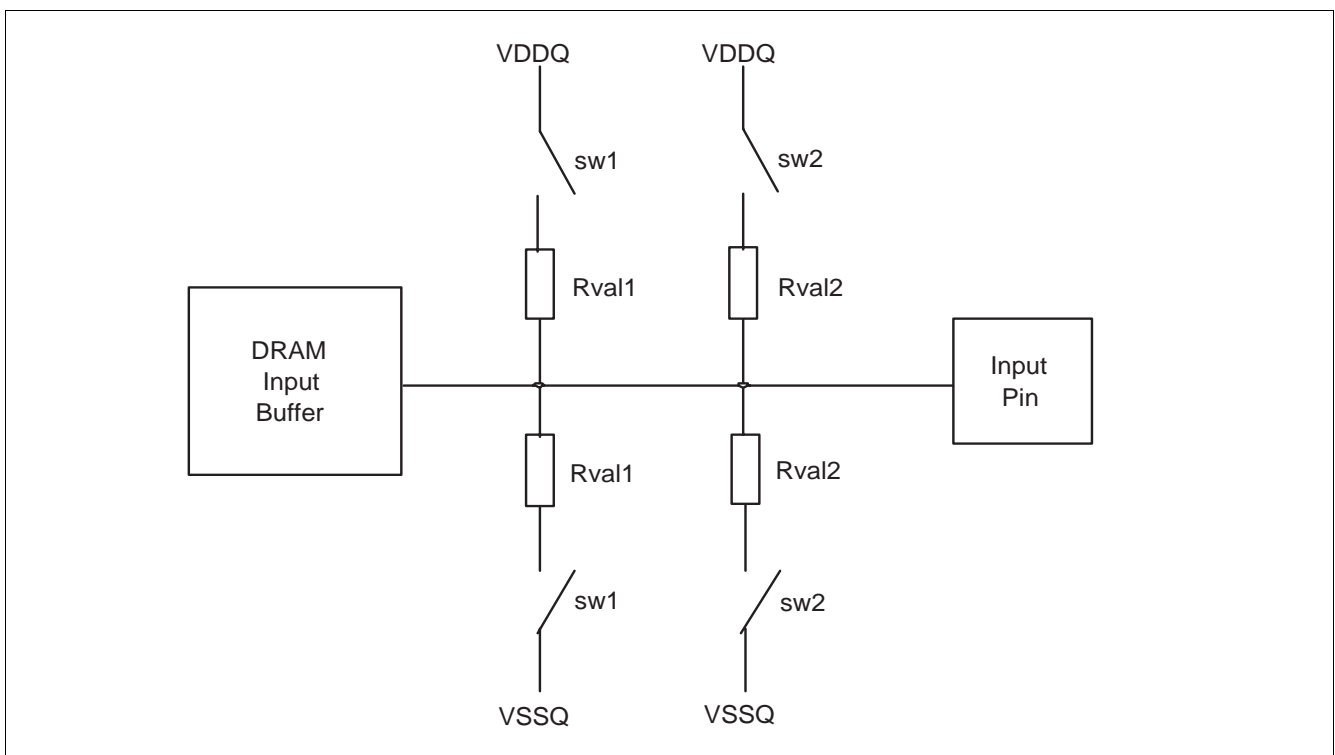 VDDQ
VDDQ
sw1
sw2
Rval1
Rval2
DRAM
Input
Buffer
Input
Pin
Rval1
Rval2
sw1
sw2
VSSQ
VSSQ